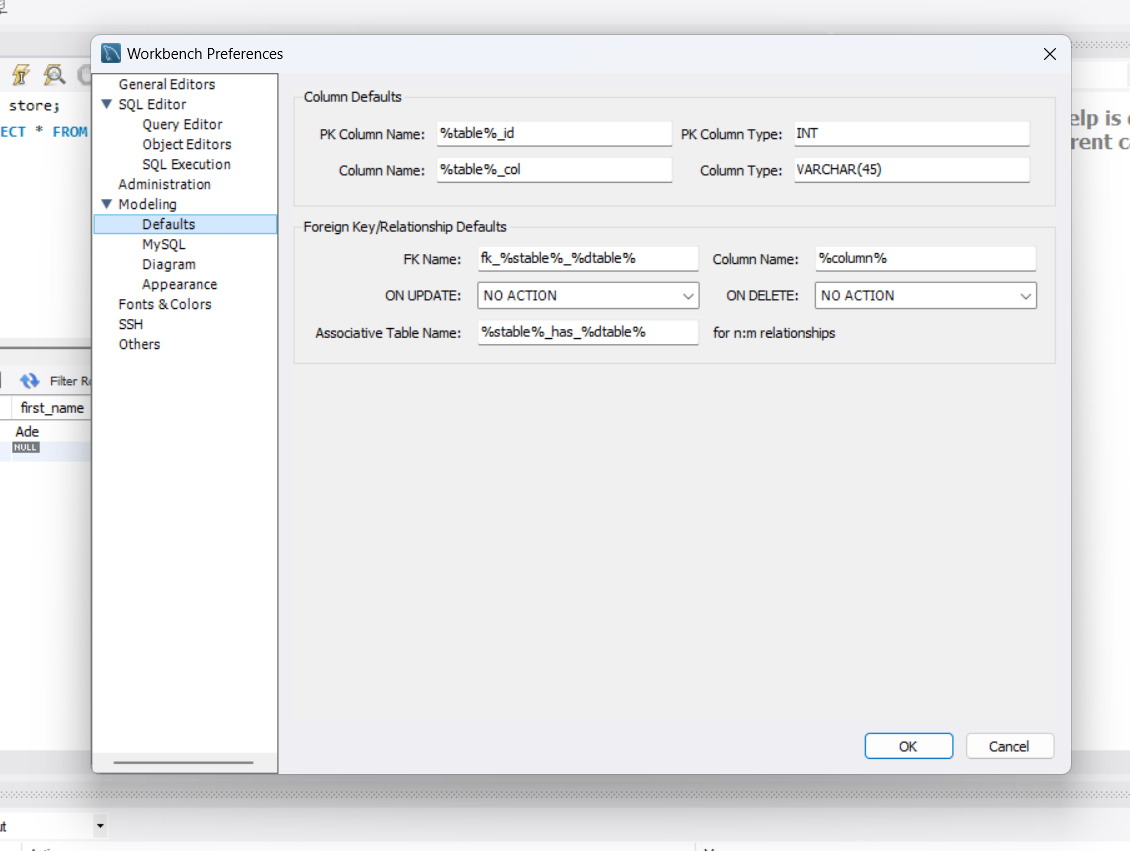 Workbench Preferences
store;
ECT * FROM
General Editors
SQL Editor
Query Editor
Object Editors
SQL Execution
Administration
Modeling
Defaults
MySQL
Diagram
Appearance
Fonts & Colors
SSH
Others
Column Defaults
PK Column Name: %table%_id PK Column Type: INT
Column Name: %table%_col Column Type: VARCHAR(45)
Foreign Key/Relationship Defaults
FK Name: fk_%stable%_%dtable% Column Name: %column%
ON UPDATE: NO ACTION ON DELETE: NO ACTION
Associative Table Name: %stable%_has_%dtable% for n:m relationships
OK Cancel
elp is
rent c
Filter R
first_name
Ade
NULL
ut